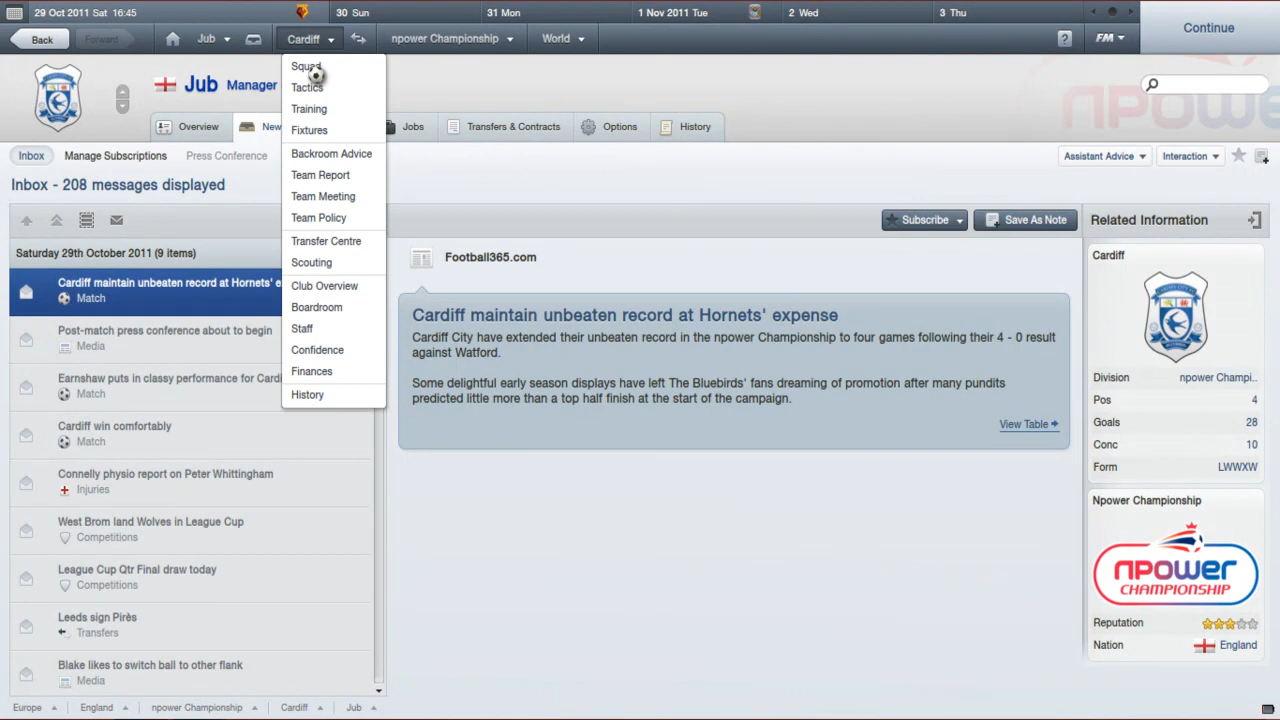 29 Oct 2011 Sat 16:45
30 Sun
31 Mon
1 Nov 2011 Tue
2 Wed
3 Thu
Back
Forward
Jub
Cardiff
npower Championship
World
?
FM
Continue
Jub Manager
npower
Overview
New
Jobs
Transfers & Contracts
Options
History
Inbox
Manage Subscriptions
Press Conference
Assistant Advice
Interaction
Inbox - 208 messages displayed
Squad
Tactics
Training
Fixtures
Backroom Advice
Team Report
Team Meeting
Team Policy
Transfer Centre
Scouting
Club Overview
Boardroom
Staff
Confidence
Finances
History
Subscribe
Save As Note
Saturday 29th October 2011 (9 items)
Cardiff maintain unbeaten record at Hornets' e
Match
Post-match press conference about to begin
Media
Earnshaw puts in classy performance for Cardi
Match
Cardiff win comfortably
Match
Connelly physio report on Peter Whittingham
Injuries
West Brom land Wolves in League Cup
Competitions
League Cup Qtr Final draw today
Competitions
Leeds sign Pirès
Transfers
Blake likes to switch ball to other flank
Media
Football365.com
Cardiff maintain unbeaten record at Hornets' expense
Cardiff City have extended their unbeaten record in the npower Championship to four games following their 4 - 0 result
against Watford.
Some delightful early season displays have left The Bluebirds' fans dreaming of promotion after many pundits
predicted little more than a top half finish at the start of the campaign.
View Table
Related Information
Cardiff
Division npower Champi..
Pos 4
Goals 28
Conc 10
Form LWWXW
Npower Championship
npower
CHAMPIONSHIP
Reputation
Nation England
Europe
England
npower Championship
Cardiff
Jub